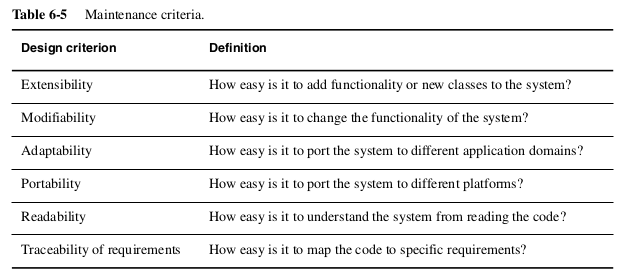 Table 6-5 Maintenance criteria.
Design criterion Definition
Extensibility How easy is it to add functionality or new classes to the system?
Modifiability How easy is it to change the functionality of the system?
Adaptability How easy is it to port the system to different application domains?
Portability How easy is it to port the system to different platforms?
Readability How easy is it to understand the system from reading the code?
Traceability of requirements How easy is it to map the code to specific requirements?